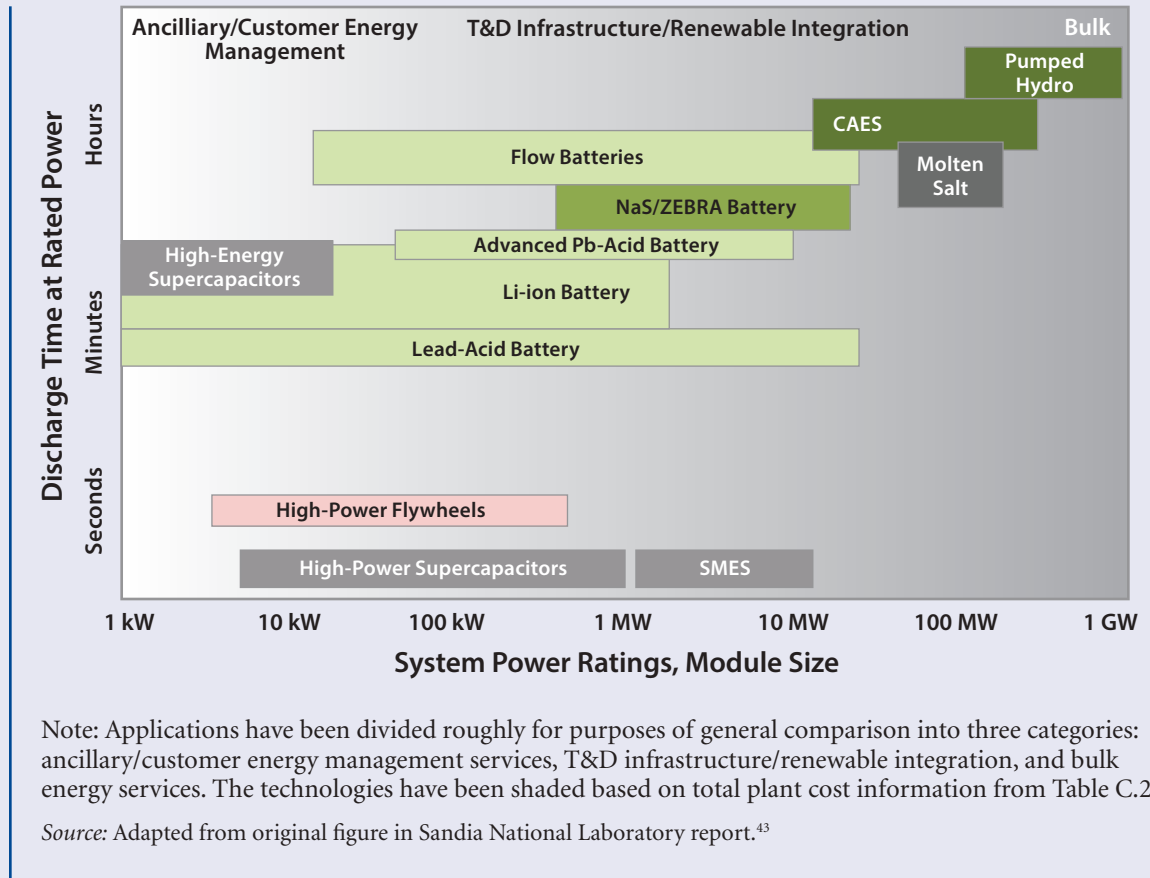 Ancilliary/Customer Energy
Management
T&D Infrastructure/Renewable Integration
Bulk
Pumped
Hydro
CAES
Molten
Salt
Flow Batteries
NaS/ZEBRA Battery
Advanced Pb-Acid Battery
High-Energy
Supercapacitors
Li-ion Battery
Lead-Acid Battery
High-Power Flywheels
High-Power Supercapacitors
SMES
Discharge Time at Rated Power
Hours
Minutes
Seconds
1 kW
10 kW
100 kW
1 MW
10 MW
100 MW
1 GW
System Power Ratings, Module Size
Note: Applications have been divided roughly for purposes of general comparison into three categories:
ancillary/customer energy management services, T&D infrastructure/renewable integration, and bulk
energy services. The technologies have been shaded based on total plant cost information from Table C.2
Source: Adapted from original figure in Sandia National Laboratory report.43